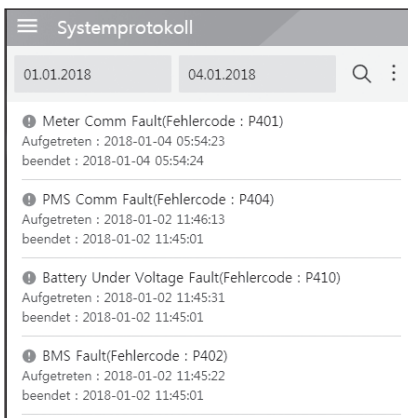 Systemprotokoll
01.01.2018 04.01.2018
Meter Comm Fault(Fehlercode : P401)
Aufgetreten : 2018-01-04 05:54:23
beendet : 2018-01-04 05:54:24
PMS Comm Fault(Fehlercode : P404)
Aufgetreten : 2018-01-02 11:46:13
beendet : 2018-01-02 11:45:01
Battery Under Voltage Fault(Fehlercode : P410)
Aufgetreten : 2018-01-02 11:45:31
beendet : 2018-01-02 11:45:01
BMS Fault(Fehlercode : P402)
Aufgetreten : 2018-01-02 11:45:22
beendet : 2018-01-02 11:45:01